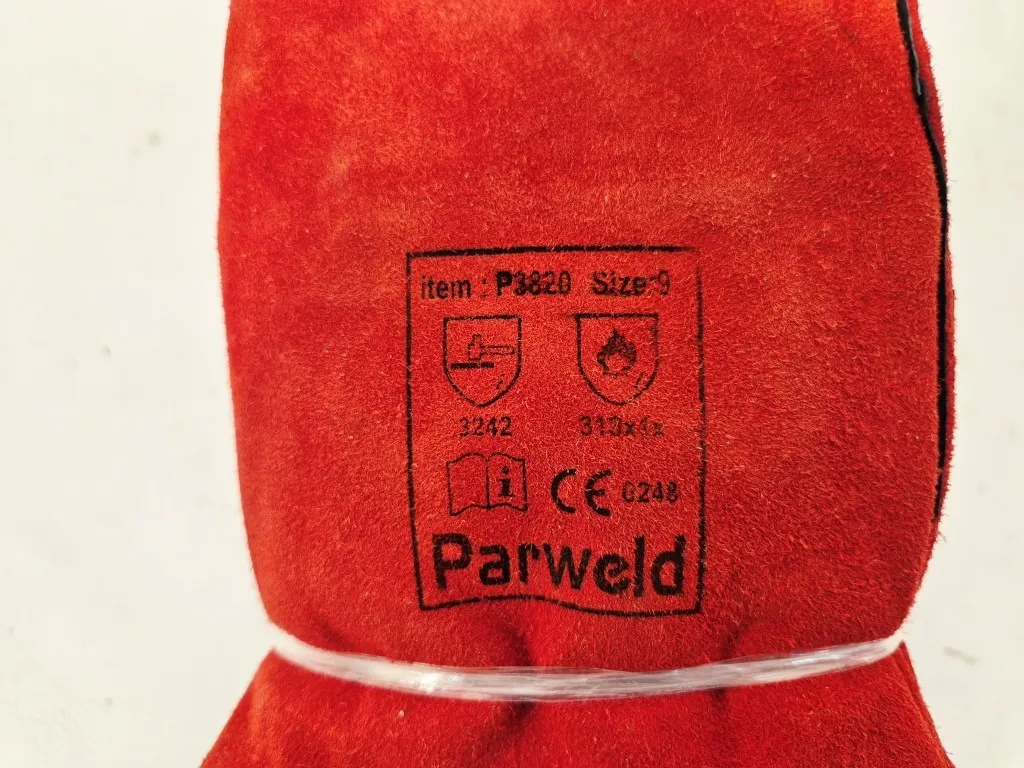 item : P3820 Size:9
3242 313x4x
i CE 0248
Parweld